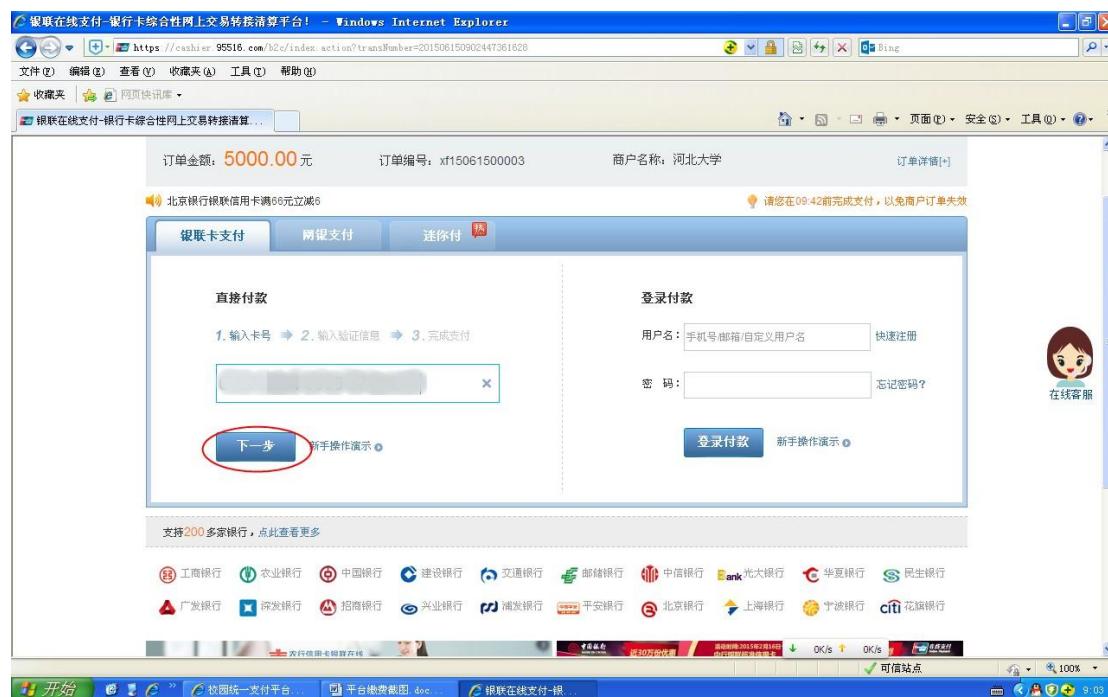 银联在线支付-银行卡综合性网上交易转接清算平台! - Windows Internet Explorer
https://cashier.95516.com/b2c/index.action?transNumber=201506150902447361628
Bing
文件(F) 编辑(E) 查看(V) 收藏夹(A) 工具(T) 帮助(H)
收藏夹 网页快讯库
银联在线支付-银行卡综合性网上交易转接清算... 页面(P) 安全(S) 工具(O)
订单金额：5000.00元 订单编号：xf15061500003 商户名称：河北大学 订单详情[+]
北京银行银联信用卡满66元立减6 请您在09:42前完成支付，以免商户订单失效
银联卡支付 网银支付 迷你付 热
直接付款 登录付款
1.输入卡号 2.输入验证信息 3.完成支付 用户名：手机号/邮箱/自定义用户名 快速注册
× 密 码： 忘记密码?
在线客服
下一步 新手操作演示 登录付款 新手操作演示
支持200多家银行，点此查看更多
工商银行 农业银行 中国银行 建设银行 交通银行 邮储银行 中信银行 Bank光大银行 华夏银行 民生银行
广发银行 深发银行 招商银行 兴业银行 浦发银行 平安银行 北京银行 上海银行 宁波银行 citi花旗银行
0K/s 0K/s
可信站点 100%
开始 校园统一支付平台... 平台缴费截图.doc... 银联在线支付-银... 9:03